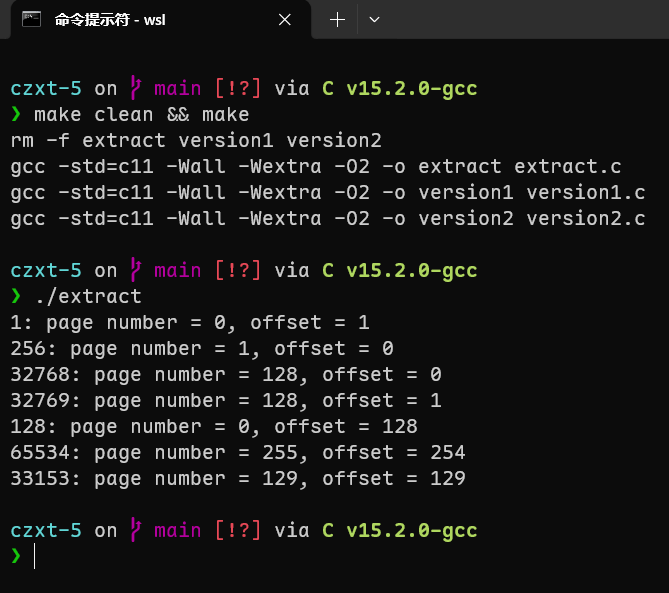 命令提示符 - wsl
czxt-5 on main [!?] via C v15.2.0-gcc
❯ make clean && make
rm -f extract version1 version2
gcc -std=c11 -Wall -Wextra -O2 -o extract extract.c
gcc -std=c11 -Wall -Wextra -O2 -o version1 version1.c
gcc -std=c11 -Wall -Wextra -O2 -o version2 version2.c
czxt-5 on main [!?] via C v15.2.0-gcc
❯ ./extract
1: page number = 0, offset = 1
256: page number = 1, offset = 0
32768: page number = 128, offset = 0
32769: page number = 128, offset = 1
128: page number = 0, offset = 128
65534: page number = 255, offset = 254
33153: page number = 129, offset = 129
czxt-5 on main [!?] via C v15.2.0-gcc
❯